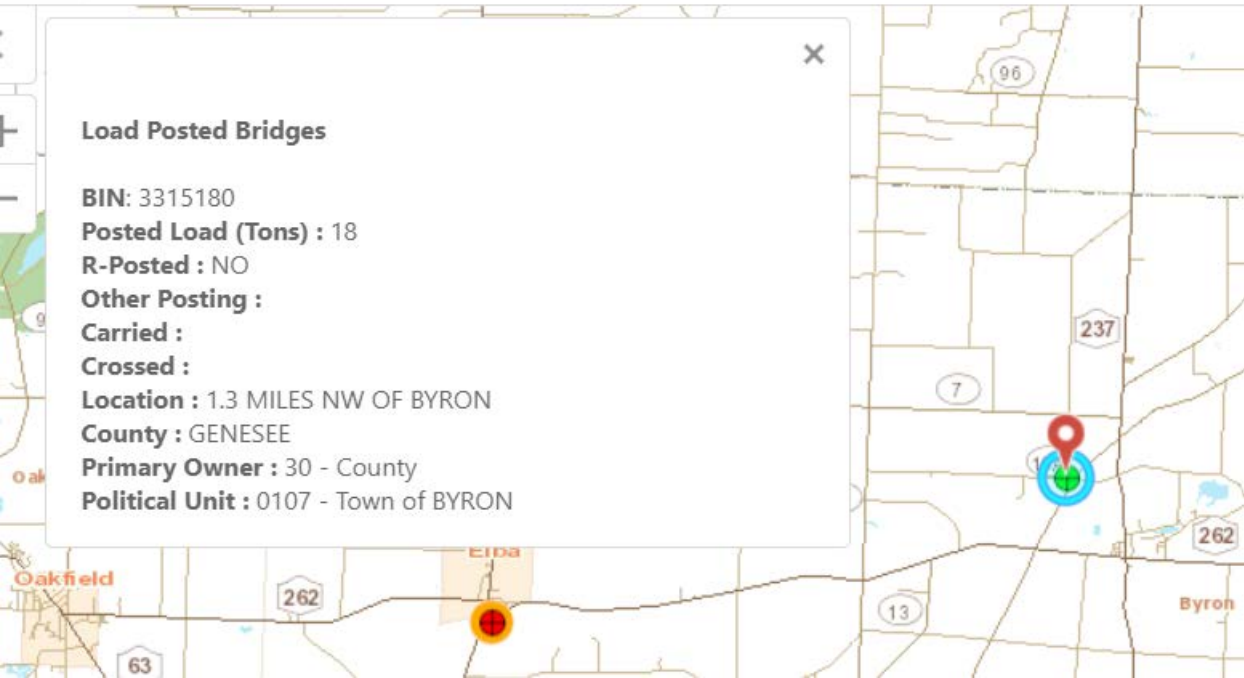 Load Posted Bridges
BIN: 3315180
Posted Load (Tons) : 18
R-Posted : NO
Other Posting :
Carried :
Crossed :
Location : 1.3 MILES NW OF BYRON
County : GENESEE
Primary Owner : 30 - County
Political Unit : 0107 - Town of BYRON
96
237
7
262
Elba
Oakfield
262
13
Byron
63